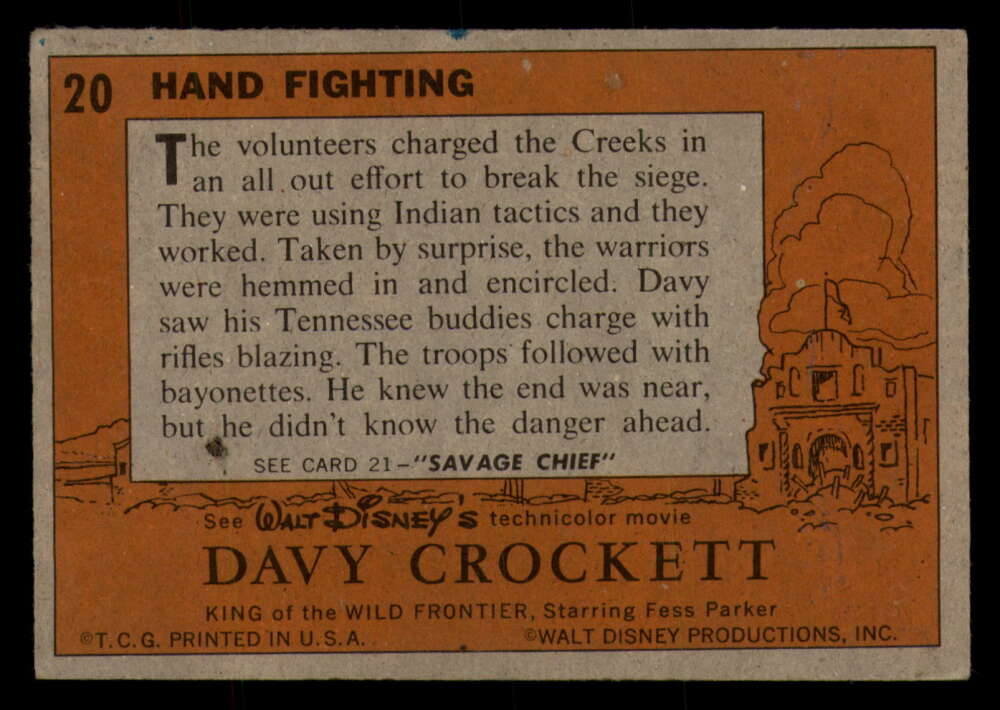 20 HAND FIGHTING
The volunteers charged the Creeks in
an all out effort to break the siege.
They were using Indian tactics and they
worked. Taken by surprise, the warriors
were hemmed in and encircled. Davy
saw his Tennessee buddies charge with
rifles blazing. The troops followed with
bayonettes. He knew the end was near,
but he didn't know the danger ahead.
SEE CARD 21-"SAVAGE CHIEF"
See WALT DISNEY'S technicolor movie
DAVY CROCKETT
KING of the WILD FRONTIER, Starring Fess Parker
©T.C.G. PRINTED IN U.S.A. ©WALT DISNEY PRODUCTIONS, INC.